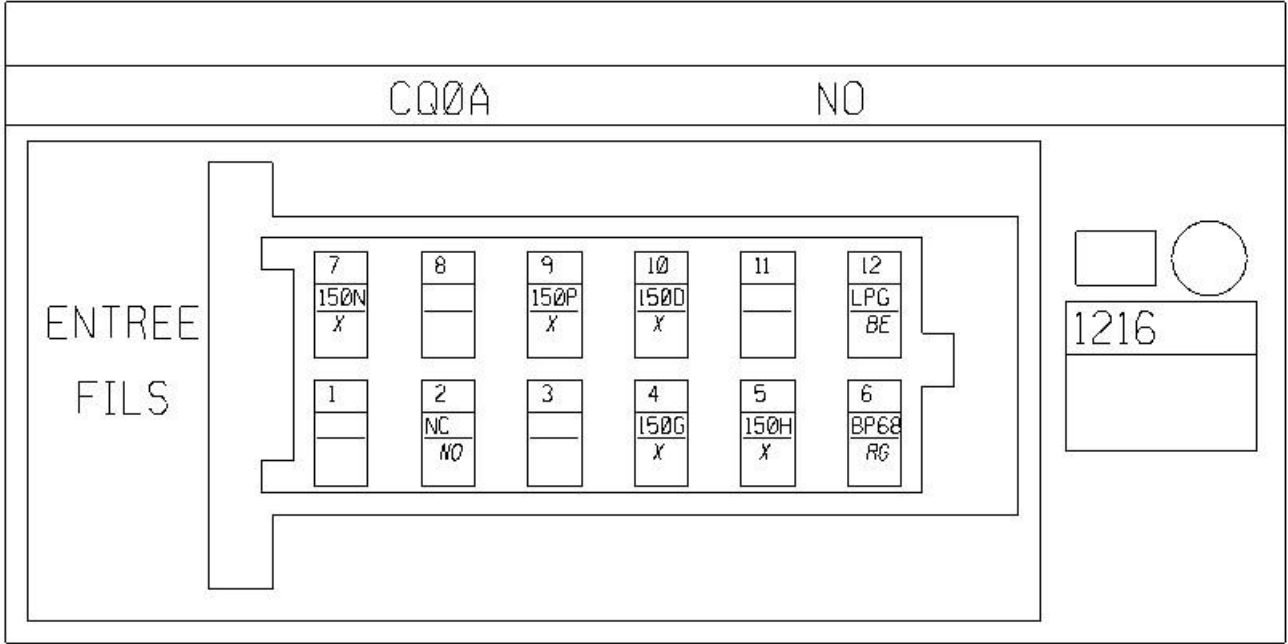 CQ0A NO
7 8 9 10 11 12
150N 150P 150D LPG
X X X BE
ENTREE
FILS
1216
1 2 3 4 5 6
NC 150G 150H BP68
NO X X RG